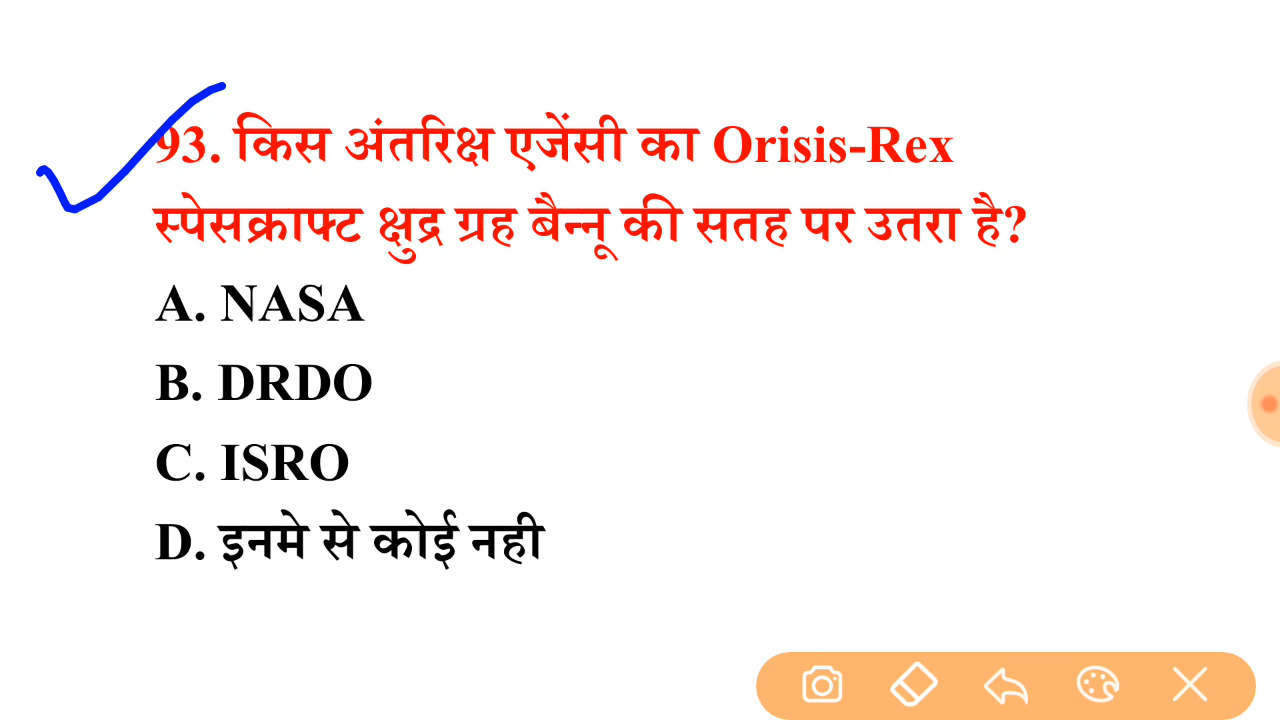 93. किस अंतरिक्ष एजेंसी का Orisis-Rex
स्पेसक्राफ्ट क्षुद्र ग्रह बैन्नू की सतह पर उतरा है?
A. NASA
B. DRDO
C. ISRO
D. इनमे से कोई नही